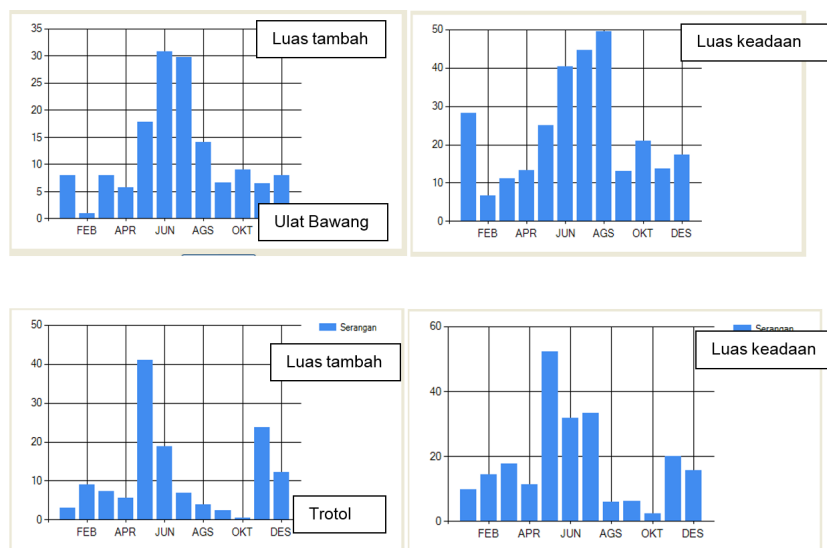 Luas tambah
35
30
25
20
15
10
5
0
FEB APR JUN AGS OKT
Ulat Bawang
Luas keadaan
50
40
30
20
10
0
FEB APR JUN AGS OKT DES
Serangan
Luas tambah
50
40
30
20
10
0
FEB APR JUN AGS OKT DES
Trotol
Serangan
Luas keadaan
60
40
20
0
FEB APR JUN AGS OKT DES